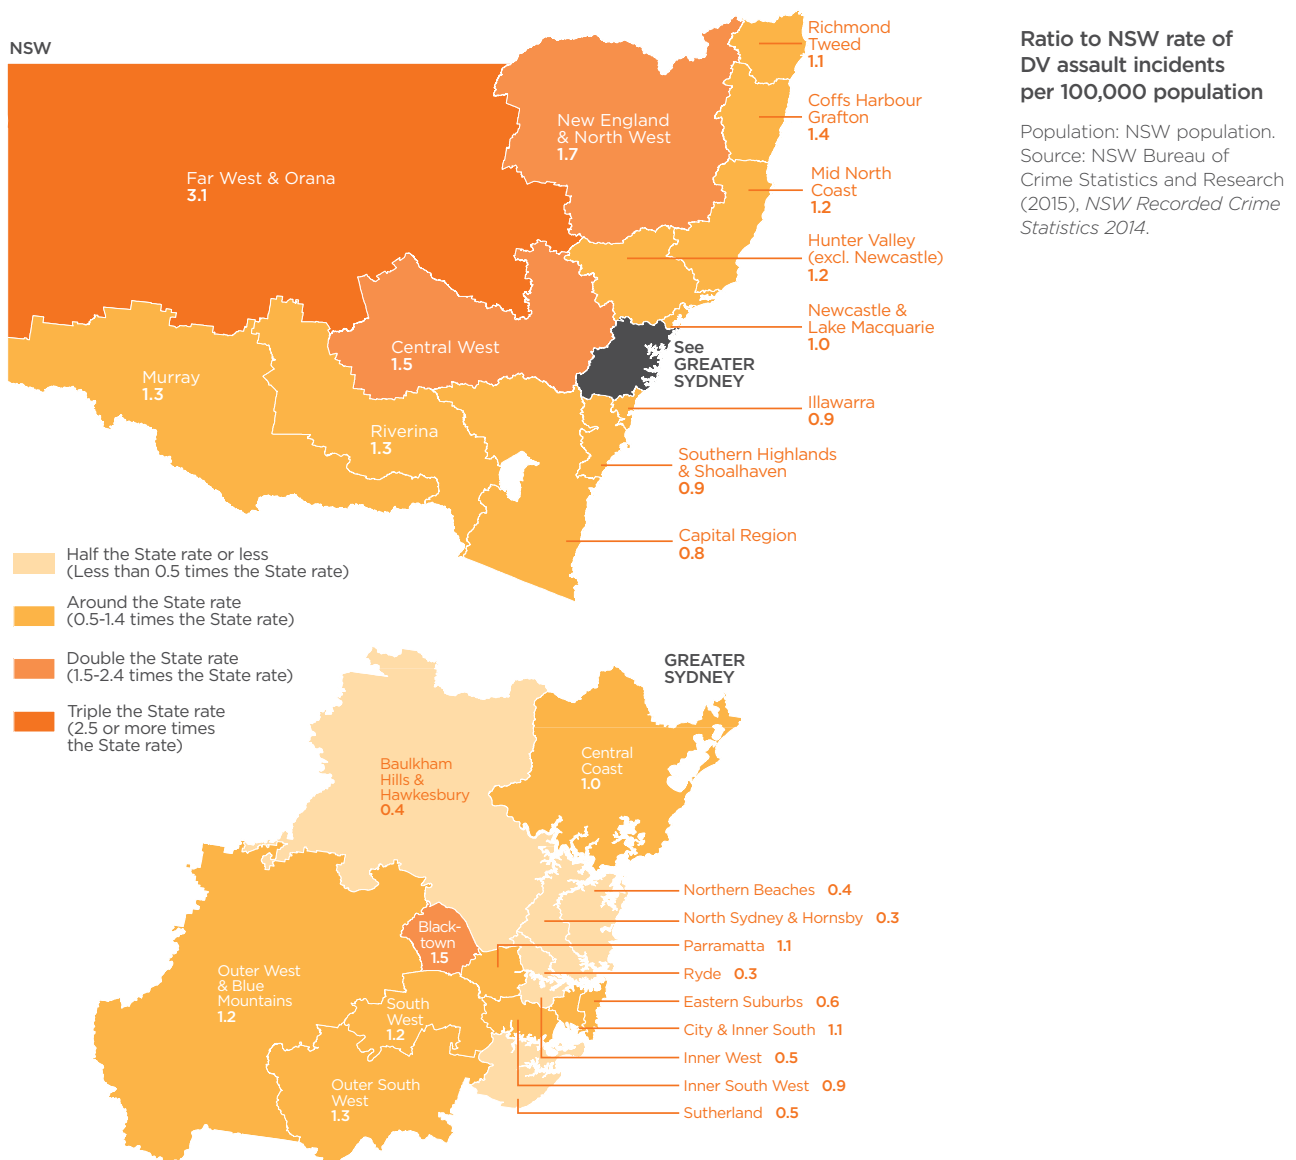 NSW
Richmond
Tweed
1.1
Coffs Harbour
Grafton
1.4
Mid North
Coast
1.2
Hunter Valley
(excl. Newcastle)
1.2
Newcastle &
Lake Macquarie
1.0
Illawarra
0.9
Southern Highlands
& Shoalhaven
0.9
Capital Region
0.8
New England
& North West
1.7
Far West & Orana
3.1
Central West
1.5
Murray
1.3
Riverina
1.3
See
GREATER
SYDNEY
Ratio to NSW rate of
DV assault incidents
per 100,000 population
Population: NSW population.
Source: NSW Bureau of
Crime Statistics and Research
(2015), NSW Recorded Crime
Statistics 2014.
Half the State rate or less
(Less than 0.5 times the State rate)
Around the State rate
(0.5-1.4 times the State rate)
Double the State rate
(1.5-2.4 times the State rate)
Triple the State rate
(2.5 or more times
the State rate)
GREATER
SYDNEY
Central
Coast
1.0
Baulkham
Hills &
Hawkesbury
0.4
Black-
town
1.5
Outer West
& Blue
Mountains
1.2
South
West
1.2
Outer South
West
1.3
Northern Beaches 0.4
North Sydney & Hornsby 0.3
Parramatta 1.1
Ryde 0.3
Eastern Suburbs 0.6
City & Inner South 1.1
Inner West 0.5
Inner South West 0.9
Sutherland 0.5